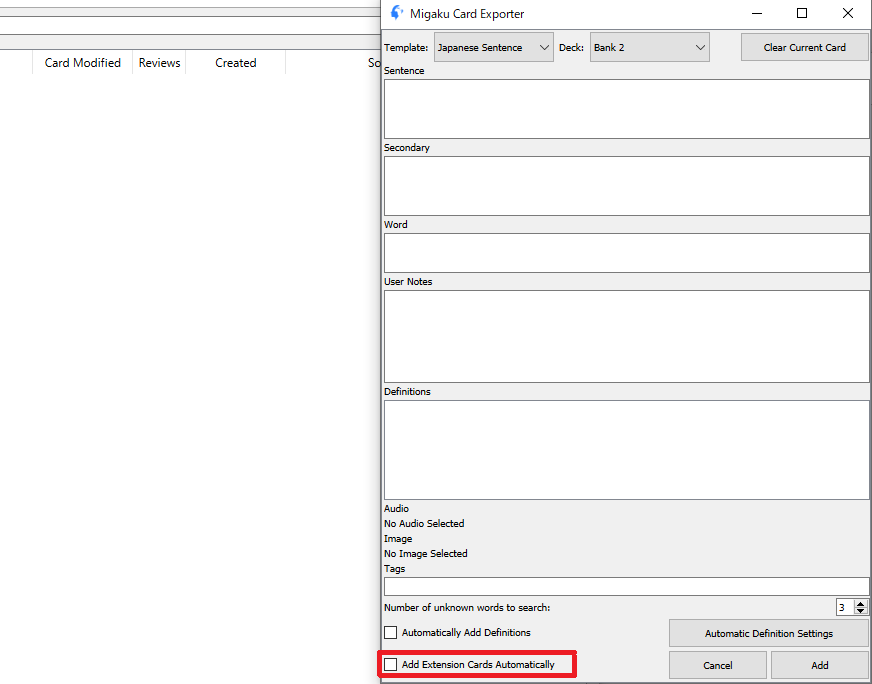 Migaku Card Exporter
Template: Japanese Sentence Deck: Bank 2 Clear Current Card
Card Modified Reviews Created So
Sentence
Secondary
Word
User Notes
Definitions
Audio
No Audio Selected
Image
No Image Selected
Tags
Number of unknown words to search: 3
Automatically Add Definitions Automatic Definition Settings
Add Extension Cards Automatically Cancel Add